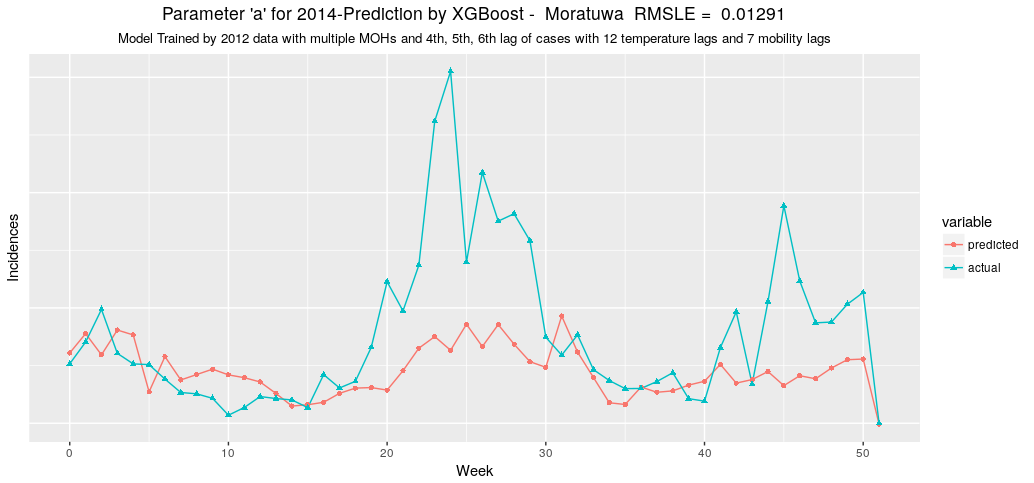 Parameter 'a' for 2014-Prediction by XGBoost -  Moratuwa  RMSLE =  0.01291
Model Trained by 2012 data with multiple MOHs and 4th, 5th, 6th lag of cases with 12 temperature lags and 7 mobility lags
Incidences
variable
predicted
actual
0 10 20 30 40 50
Week